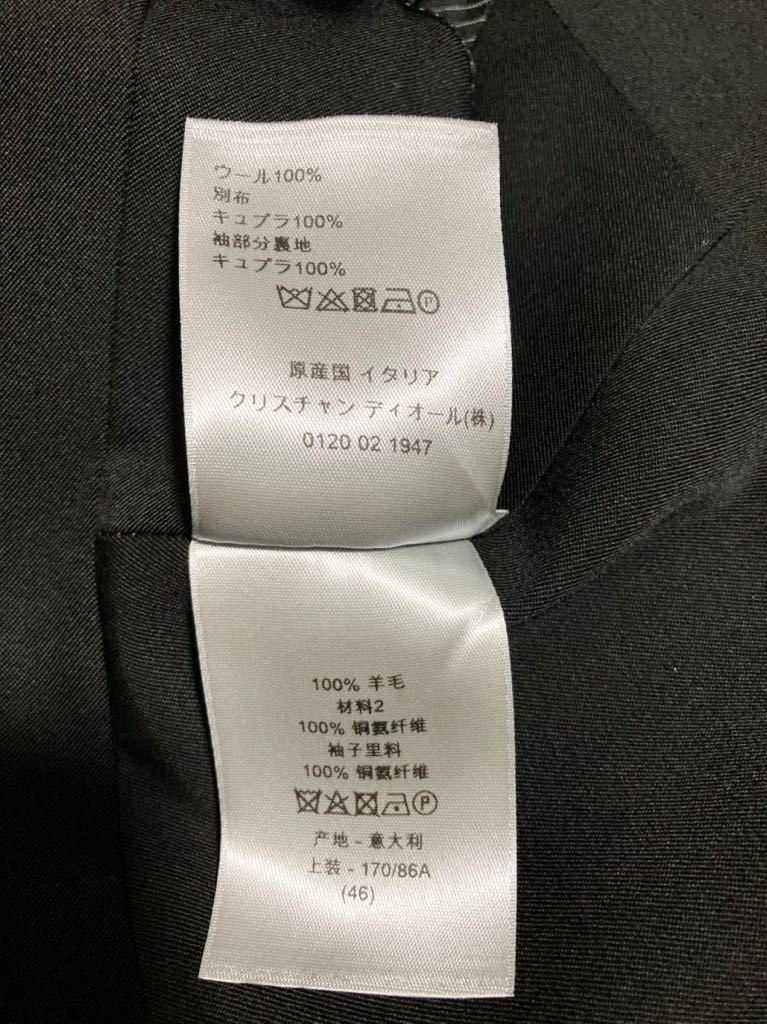 ウール100%
別布
キュプラ100%
袖部分裏地
キュプラ100%
P
原産国 イタリア
クリスチャン ディオール(株)
0120 02 1947
100% 羊毛
材料2
100% 铜氨纤维
袖子里料
100% 铜氨纤维
P
产地 - 意大利
上装 - 170/86A
(46)